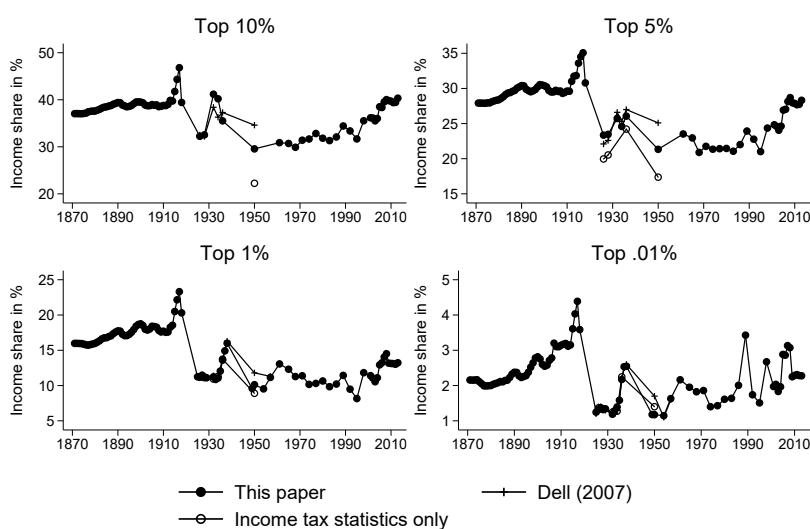 Top 10%
Income share in %
50
40
30
20
1870 1890 1910 1930 1950 1970 1990 2010
Top 5%
Income share in %
35
30
25
20
15
1870 1890 1910 1930 1950 1970 1990 2010
Top 1%
Income share in %
25
20
15
10
5
1870 1890 1910 1930 1950 1970 1990 2010
Top .01%
Income share in %
5
4
3
2
1
1870 1890 1910 1930 1950 1970 1990 2010
This paper
Dell (2007)
Income tax statistics only